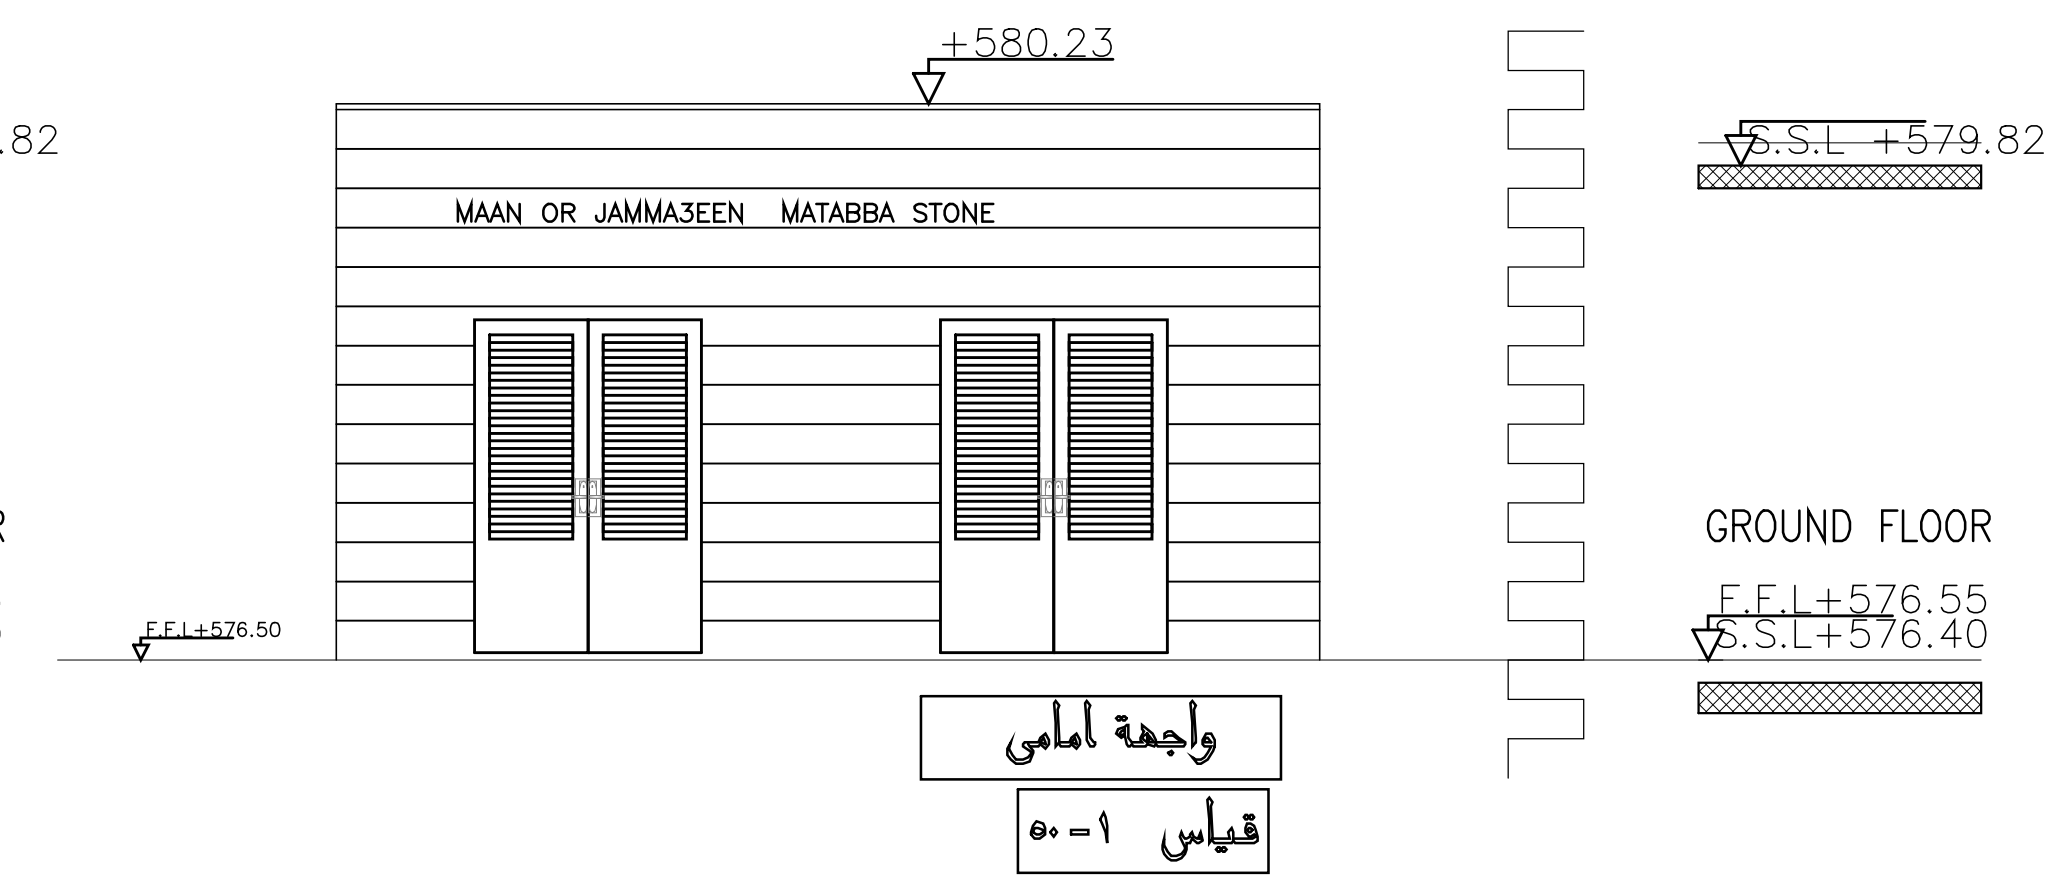 +580.23
.82
S.S.L +579.82
MAAN OR JAMMA3EEN MATABBA STONE
R
GROUND FLOOR
F.F.L+576.55
F.F.L+576.50
S.S.L+576.40
واجهة امامى
قياس ١-٥٠